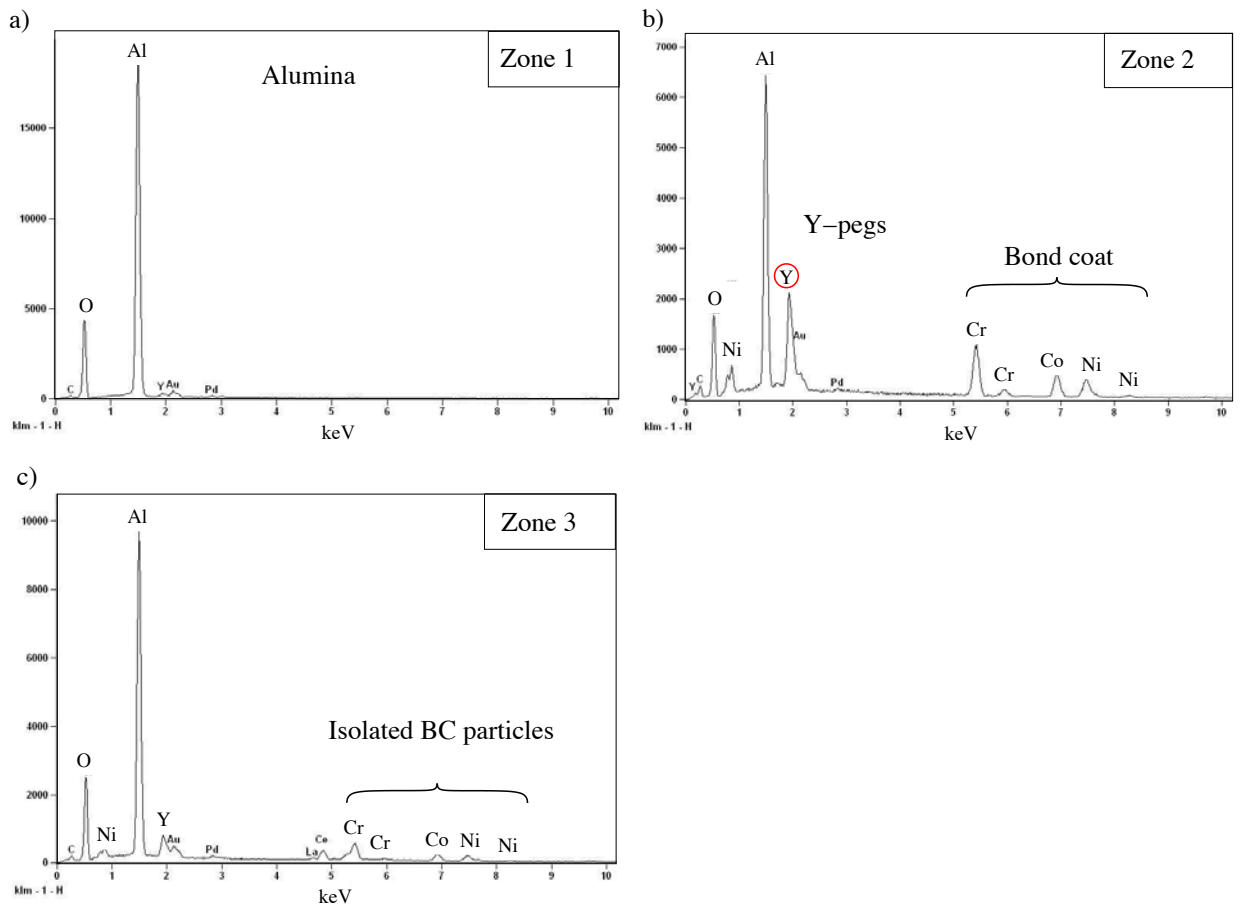 a)
Zone 1
Alumina
Al
O
C
Y
Au
Pd
15000
10000
5000
0
0 1 2 3 4 5 6 7 8 9 10
klm - 1 - H
keV
b)
Zone 2
Y–pegs
Bond coat
Al
Y
O
Ni
Y
C
Au
Pd
Cr
Cr
Co
Ni
Ni
7000
6000
5000
4000
3000
2000
1000
0
0 1 2 3 4 5 6 7 8 9 10
klm - 1 - H
keV
c)
Zone 3
Isolated BC particles
Al
O
C
Ni
Y
Au
Pd
La
Ce
Cr
Cr
Co
Ni
Ni
10000
8000
6000
4000
2000
0
0 1 2 3 4 5 6 7 8 9 10
klm - 1 - H
keV